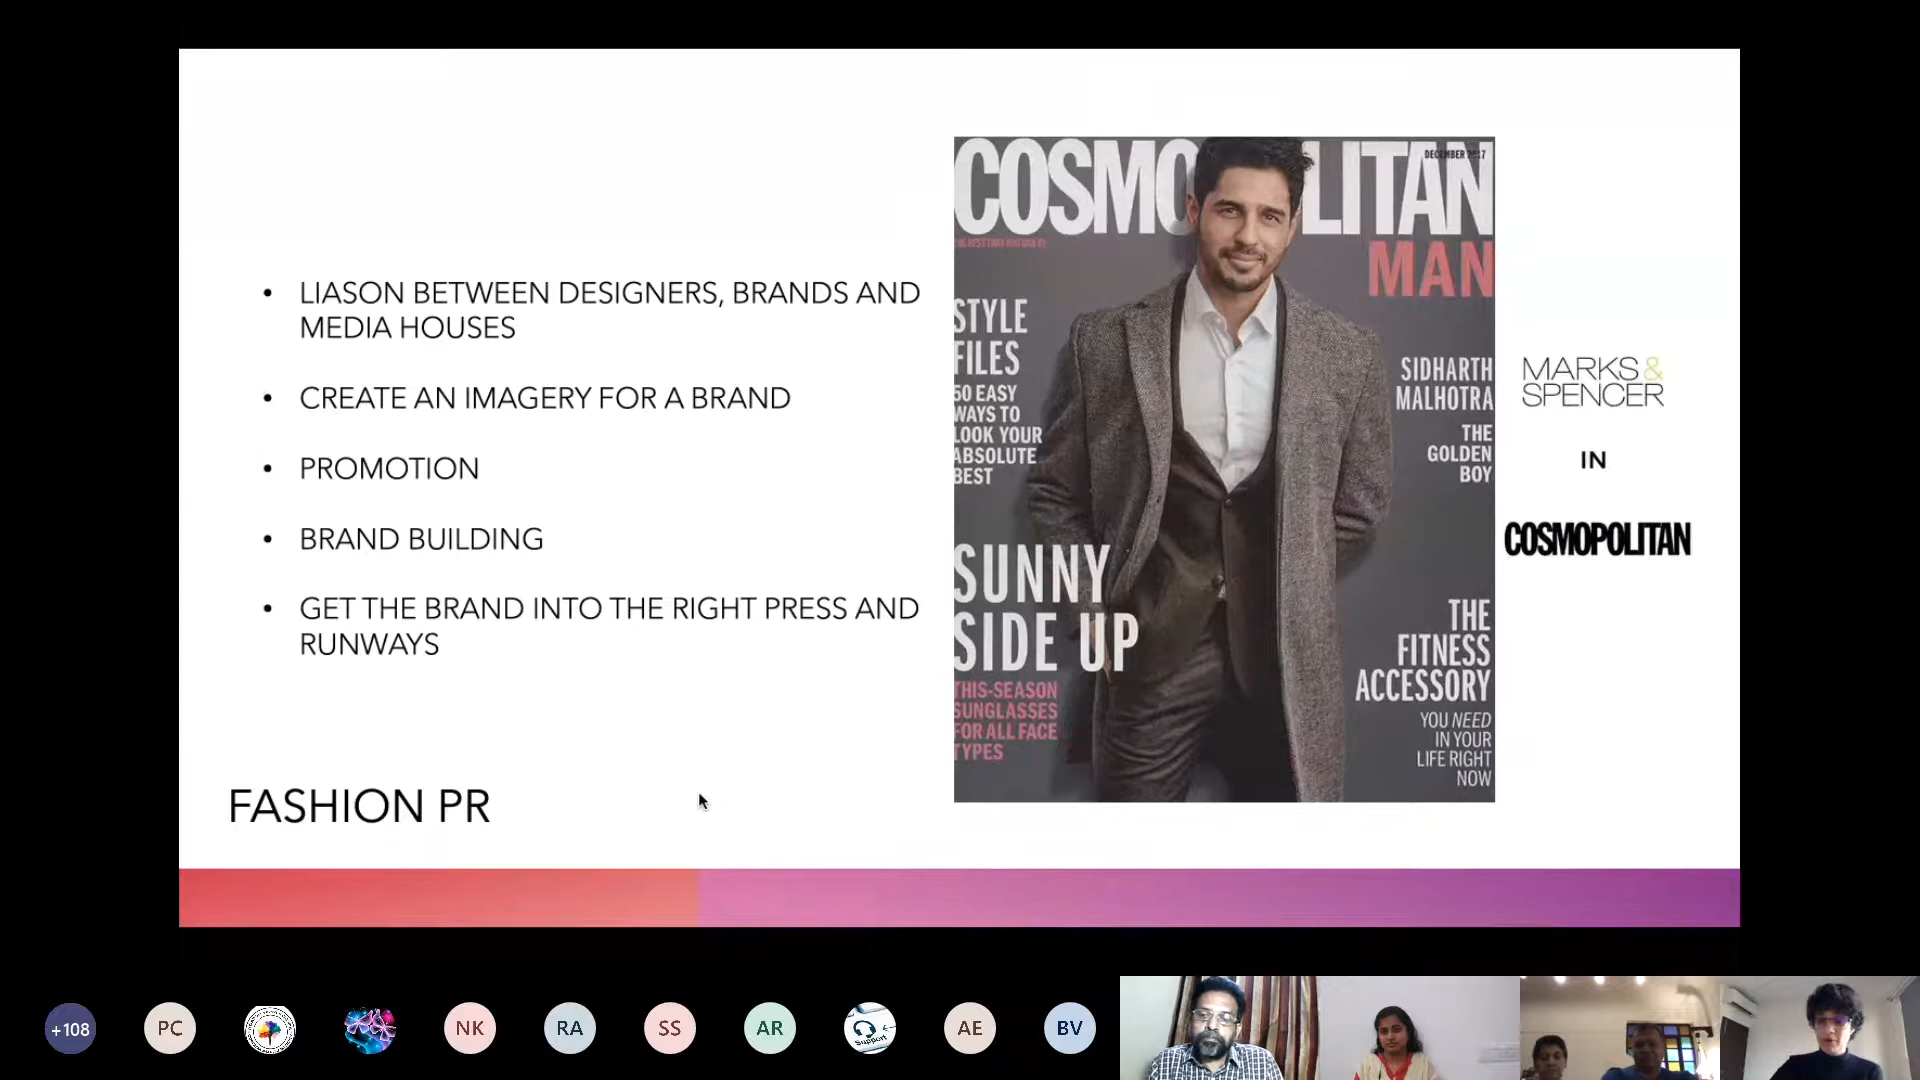 LIASON BETWEEN DESIGNERS, BRANDS AND
MEDIA HOUSES
CREATE AN IMAGERY FOR A BRAND
PROMOTION
BRAND BUILDING
GET THE BRAND INTO THE RIGHT PRESS AND
RUNWAYS
FASHION PR
COSMOPOLITAN
DECEMBER 2017
MAN
STYLE
FILES
50 EASY
WAYS TO
LOOK YOUR
ABSOLUTE
BEST
SIDHARTH
MALHOTRA
THE
GOLDEN
BOY
SUNNY
SIDE UP
THIS-SEASON
SUNGLASSES
FOR ALL FACE
TYPES
THE
FITNESS
ACCESSORY
YOU NEED
IN YOUR
LIFE RIGHT
NOW
MARKS &
SPENCER
IN
COSMOPOLITAN
+108
PC
NK
RA
SS
AR
Support
AE
BV